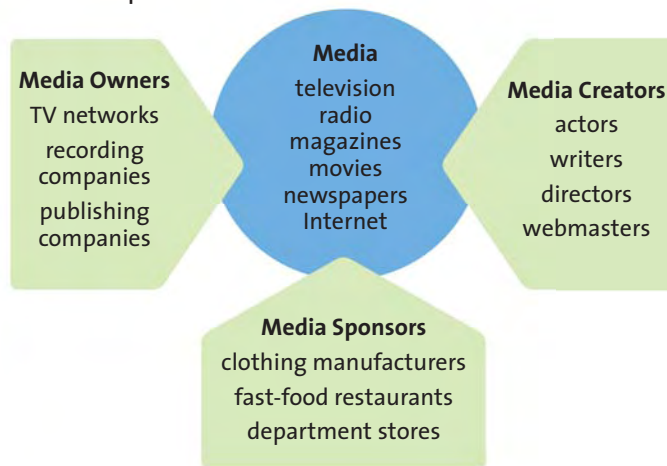 Media Owners
TV networks
recording
companies
publishing
companies
Media
television
radio
magazines
movies
newspapers
Internet
Media Creators
actors
writers
directors
webmasters
Media Sponsors
clothing manufacturers
fast-food restaurants
department stores